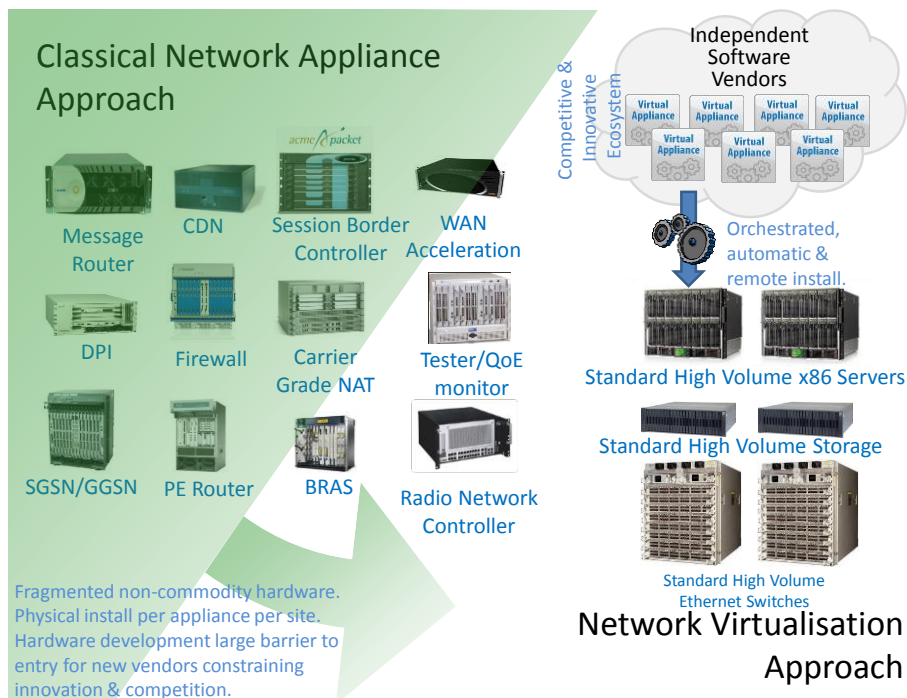 Classical Network Appliance
Approach
acme packet
Message
Router
CDN
Session Border
Controller
WAN
Acceleration
DPI
Firewall
Carrier
Grade NAT
Tester/QoE
monitor
SGSN/GGSN
PE Router
BRAS
Radio Network
Controller
Fragmented non-commodity hardware.
Physical install per appliance per site.
Hardware development large barrier to
entry for new vendors constraining
innovation & competition.
Competitive &
Innovative
Ecosystem
Independent
Software
Vendors
Virtual
Appliance
Virtual
Appliance
Virtual
Appliance
Virtual
Appliance
Virtual
Appliance
Virtual
Appliance
Virtual
Appliance
Orchestrated,
automatic &
remote install.
Standard High Volume x86 Servers
Standard High Volume Storage
Standard High Volume
Ethernet Switches
Network Virtualisation
Approach